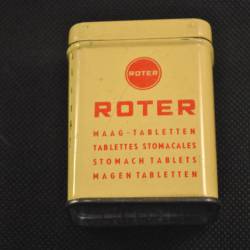 ROTER
ROTER
MAAG-TABLETTEN
TABLETTES STOMACALES
STOMACH TABLETS
MAGEN TABLETTEN